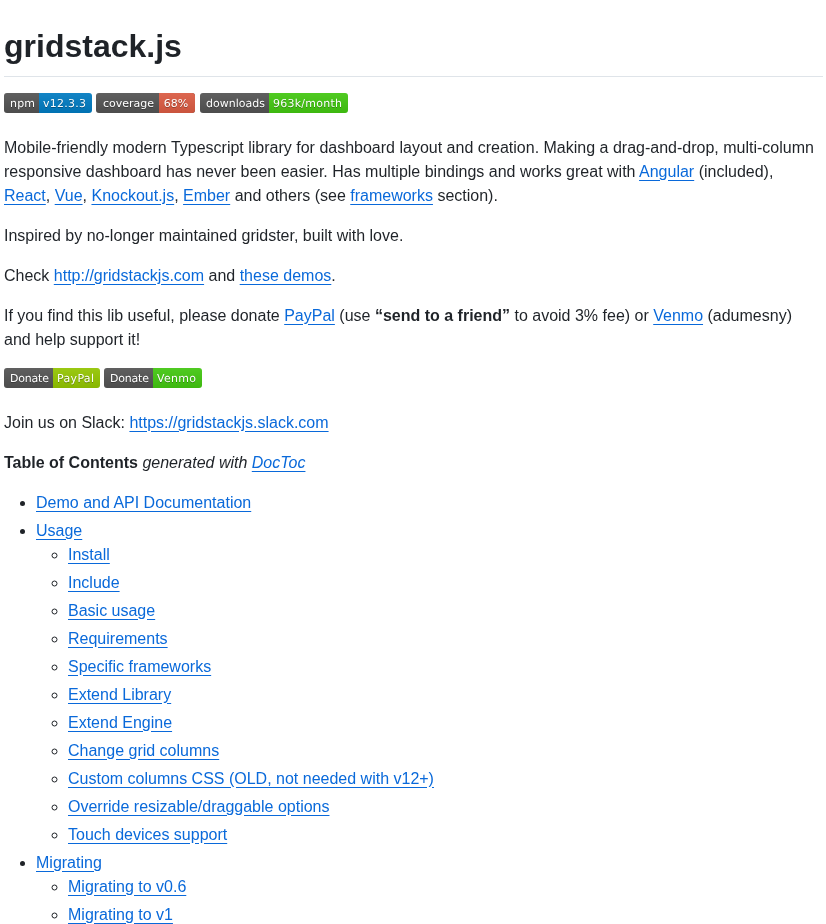 gridstack.js
npm v12.3.3 coverage 68% downloads 963k/month
Mobile-friendly modern Typescript library for dashboard layout and creation. Making a drag-and-drop, multi-column
responsive dashboard has never been easier. Has multiple bindings and works great with Angular (included),
React, Vue, Knockout.js, Ember and others (see frameworks section).
Inspired by no-longer maintained gridster, built with love.
Check http://gridstackjs.com and these demos.
If you find this lib useful, please donate PayPal (use “send to a friend” to avoid 3% fee) or Venmo (adumesny)
and help support it!
Donate PayPal Donate Venmo
Join us on Slack: https://gridstackjs.slack.com
Table of Contents generated with DocToc
Demo and API Documentation
Usage
Install
Include
Basic usage
Requirements
Specific frameworks
Extend Library
Extend Engine
Change grid columns
Custom columns CSS (OLD, not needed with v12+)
Override resizable/draggable options
Touch devices support
Migrating
Migrating to v0.6
Migrating to v1